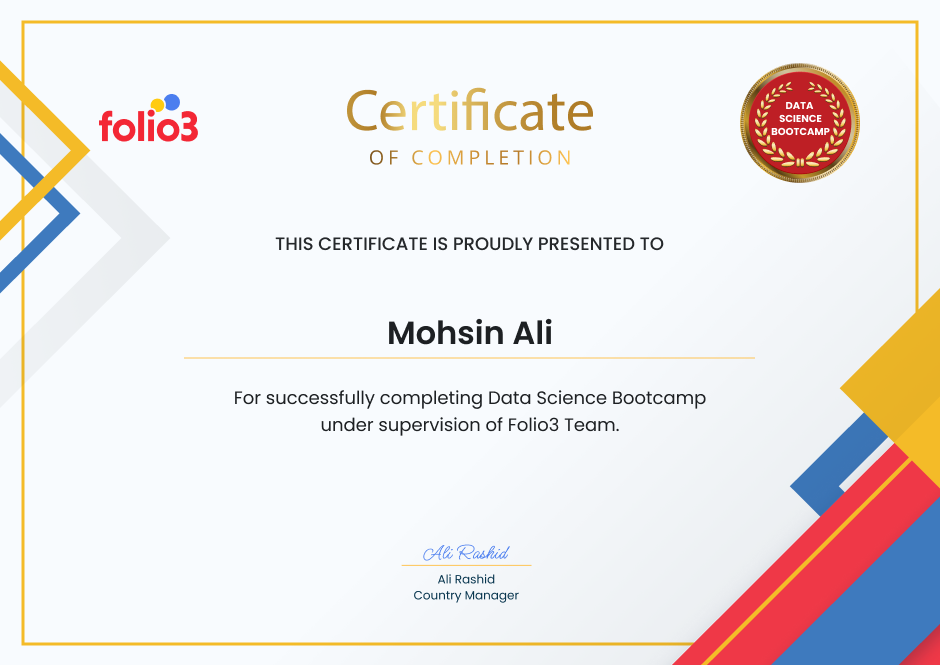 folio3
Certificate
OF COMPLETION
DATA
SCIENCE
BOOTCAMP
THIS CERTIFICATE IS PROUDLY PRESENTED TO
Mohsin Ali
For successfully completing Data Science Bootcamp
under supervision of Folio3 Team.
Ali Rashid
Ali Rashid
Country Manager